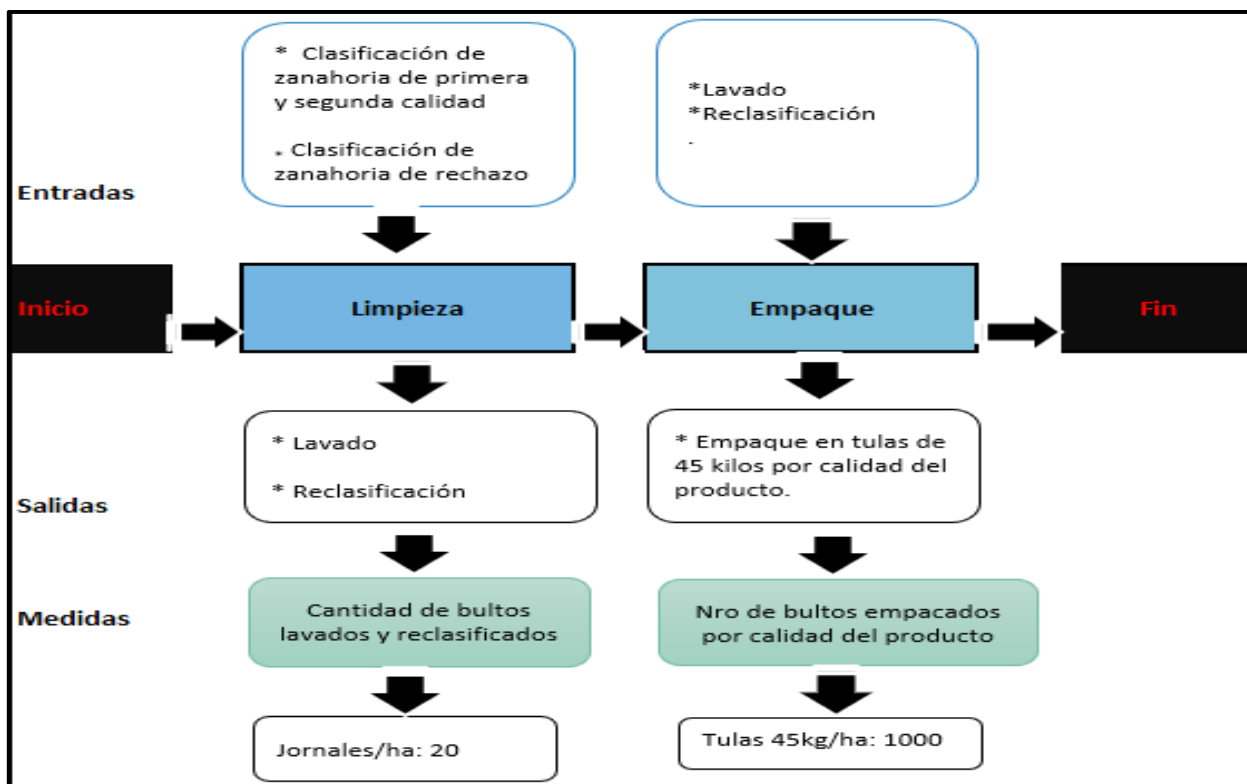 * Clasificación de
zanahoria de primera
y segunda calidad
* Clasificación de
zanahoria de rechazo
*Lavado
*Reclasificación
.
Entradas
Inicio
Limpieza
Empaque
Fin
* Lavado
* Reclasificación
* Empaque en tulas de
45 kilos por calidad del
producto.
Salidas
Medidas
Cantidad de bultos
lavados y reclasificados
Nro de bultos empacados
por calidad del producto
Jornales/ha: 20
Tulas 45kg/ha: 1000